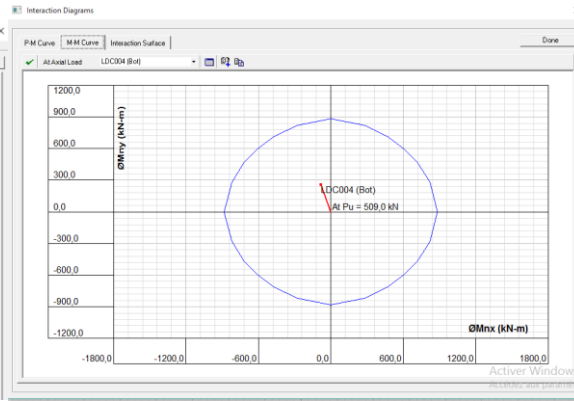 Interaction Diagrams
P-M Curve M-M Curve Interaction Surface Done
At Axial Load LDC004 (Bot)
1200,0
900,0
600,0
300,0
0,0
-300,0
-600,0
-900,0
-1200,0
ØMny (kN-m)
LDC004 (Bot)
At Pu = 509,0 kN
ØMnx (kN-m)
-1800,0 -1200,0 -600,0 0,0 600,0 1200,0 1800,0
Activer Window
Accédez aux paramè